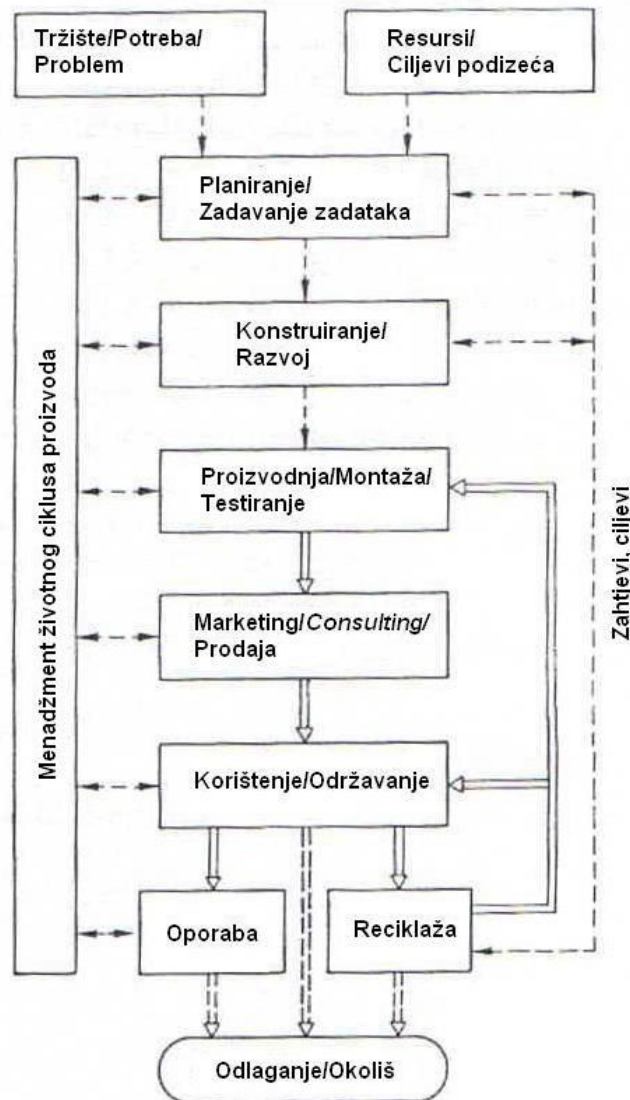 Tržište/Potreba/
Problem
Resursi/
Ciljevi podizeća
Planiranje/
Zadavanje zadataka
Konstruiranje/
Razvoj
Proizvodnja/Montaža/
Testiranje
Marketing/Consulting/
Prodaja
Korištenje/Održavanje
Oporaba
Reciklaža
Odlaganje/Okoliš
Menadžment životnog ciklusa proizvoda
Zahtjevi, ciljevi